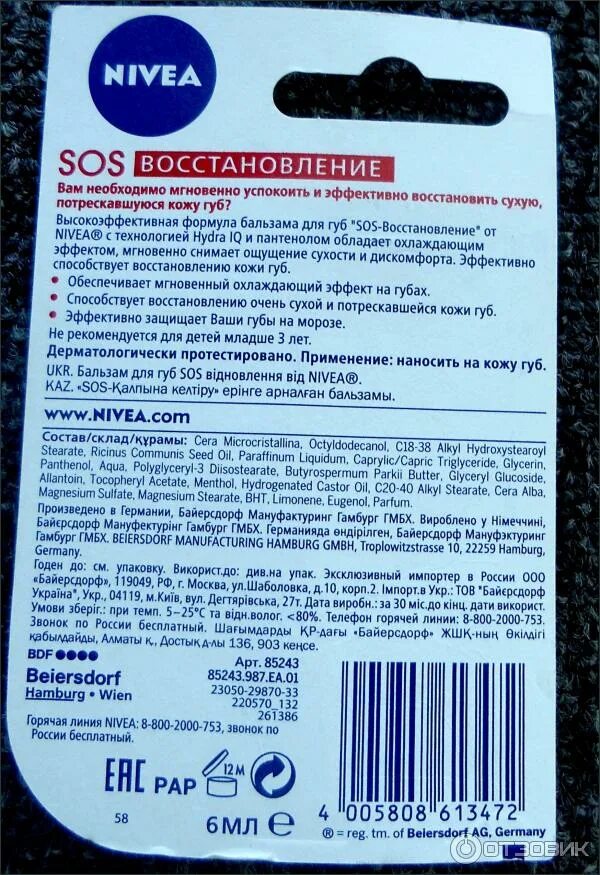 NIVEA
SOS ВОССТАНОВЛЕНИЕ
Вам необходимо мгновенно успокоить и эффективно восстановить сухую,
потрескавшуюся кожу губ?
Высокоэффективная формула бальзама для губ "SOS-Восстановление" от
NIVEA® с технологией Hydra IQ и пантенолом обладает охлаждающим
эффектом, мгновенно снимает ощущение сухости и дискомфорта. Эффективно
способствует восстановлению кожи губ.
• Обеспечивает мгновенный охлаждающий эффект на губах.
• Способствует восстановлению очень сухой и потрескавшейся кожи губ.
• Эффективно защищает Ваши губы на морозе.
Не рекомендуется для детей младше 3 лет.
Дерматологически протестировано. Применение: наносить на кожу губ.
UKR. Бальзам для губ SOS відновлення від NIVEA®.
KAZ. «SOS-Қалпына келтіру» ерінге арналған бальзамы.
www.NIVEA.com
Состав/склад/құрамы: Cera Microcristallina, Octyldodecanol, C18-38 Alkyl Hydroxystearoyl
Stearate, Ricinus Communis Seed Oil, Paraffinum Liquidum, Caprylic/Capric Triglyceride, Glycerin,
Panthenol, Aqua, Polyglyceryl-3 Diisostearate, Butyrospermum Parkii Butter, Glyceryl Glucoside,
Allantoin, Tocopheryl Acetate, Menthol, Hydrogenated Castor Oil, C20-40 Alkyl Stearate, Cera Alba,
Magnesium Sulfate, Magnesium Stearate, BHT, Limonene, Eugenol, Parfum.
Произведено в Германии, Байерсдорф Мануфактуринг Гамбург ГМБХ. Вироблено у Німеччині,
Байєрсдорф Мануфектурінг Гамбург ГМБХ. Германияда өндірілген, Байерсдорф Мануфэктуринг
Гамбург ГМБХ. BEIERSDORF MANUFACTURING HAMBURG GMBH, Troplowitzstrasse 10, 22259 Hamburg,
Germany.
Годен до: см. упаковку. Використ.до: див.на упак. Эксклюзивный импортер в России ООО
«Байерсдорф», 119049, РФ, г. Москва, ул.Шаболовка, д.10, корп.2. Імпорт.в Укр.: ТОВ "Байєрсдорф
Україна", Укр., 04119, м.Київ, вул. Дегтярівська, 27т. Дата виробн.: за 30 міс.до кінц. дати використ.
Умови зберіг.: при темп. 5–25°С та відн.волог. <80%. Телефон горячей линии: 8-800-2000-753.
Звонок по России бесплатный. Шағымдарды ҚР-дағы «Байерсдорф» ЖШҚ-ның Өкілдігі
қабылдайды, Алматы қ., Достық д-лы 136, 903 кеңсе.
BDF●●●●
Арт. 85243
Beiersdorf
85243.987.EA.01
Hamburg • Wien
23050-29870-33
220570_132
261386
Горячая линия NIVEA: 8-800-2000-753, звонок по
России бесплатный.
EAC PAP 12M
58
6МЛ ℮
4 005808 613472
® = reg. tm. of Beiersdorf AG, Germany
ОТЗОВИК